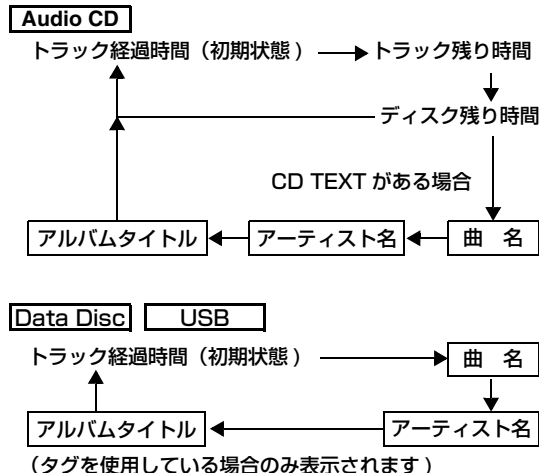 Audio CD
トラック経過時間（初期状態） トラック残り時間
ディスク残り時間
CD TEXT がある場合
アルバムタイトル アーティスト名 曲 名
Data Disc USB
トラック経過時間（初期状態） 曲 名
アルバムタイトル アーティスト名
（タグを使用している場合のみ表示されます）